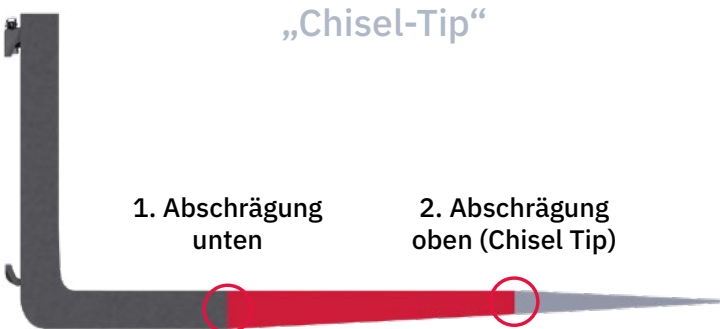 „Chisel-Tip“
1. Abschrägung
unten
2. Abschrägung
oben (Chisel Tip)